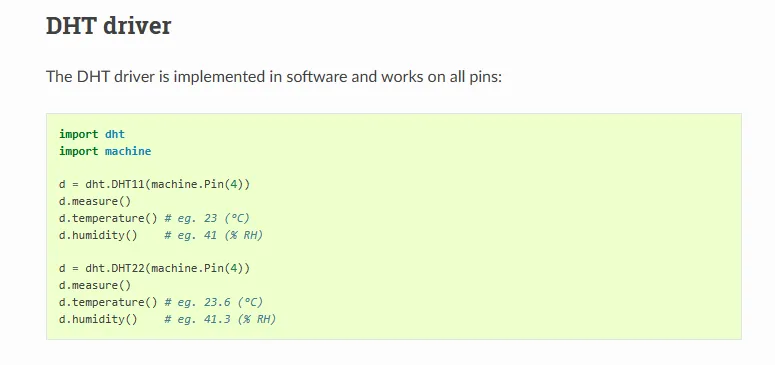 DHT driver
The DHT driver is implemented in software and works on all pins:
import dht
import machine
d = dht.DHT11(machine.Pin(4))
d.measure()
d.temperature() # eg. 23 (°C)
d.humidity()    # eg. 41 (% RH)
d = dht.DHT22(machine.Pin(4))
d.measure()
d.temperature() # eg. 23.6 (°C)
d.humidity()    # eg. 41.3 (% RH)